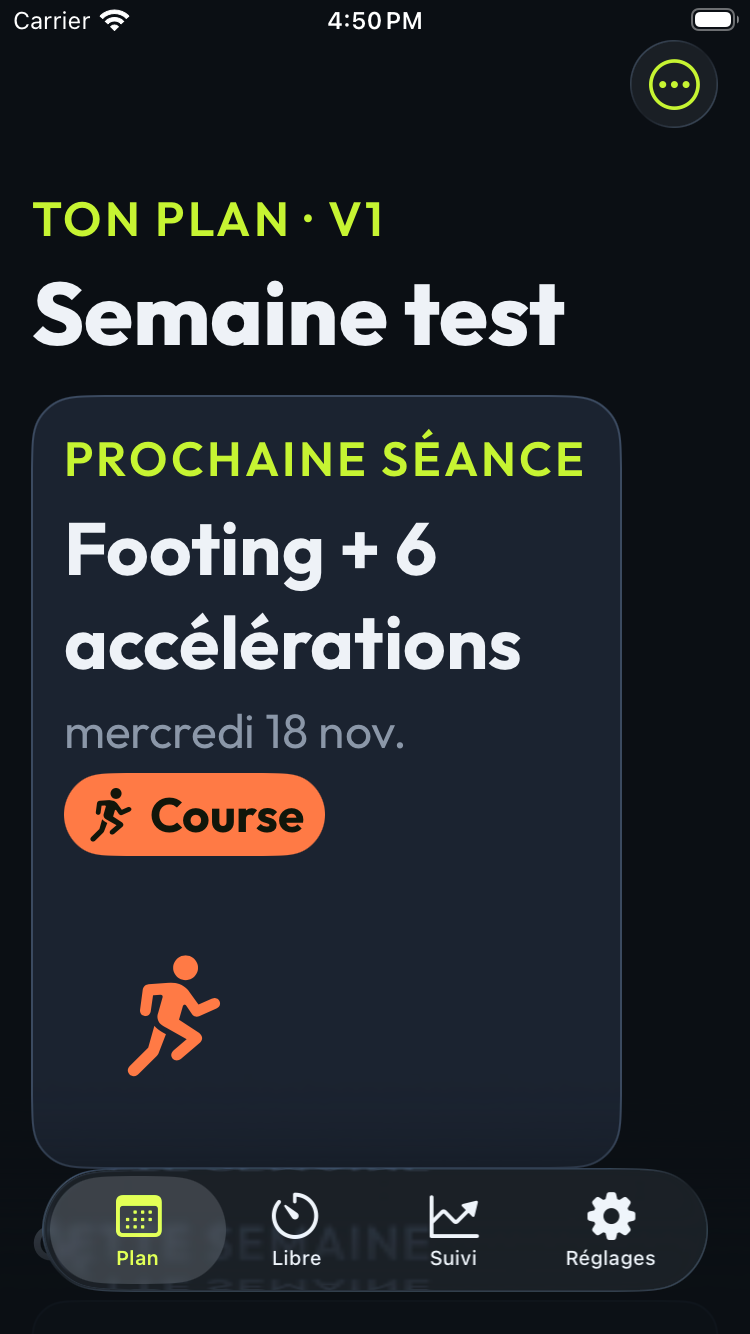 Carrier
4:50 PM
TON PLAN · V1
Semaine test
PROCHAINE SÉANCE
Footing + 6
accélérations
mercredi 18 nov.
Course
Plan
Libre
Suivi
Réglages